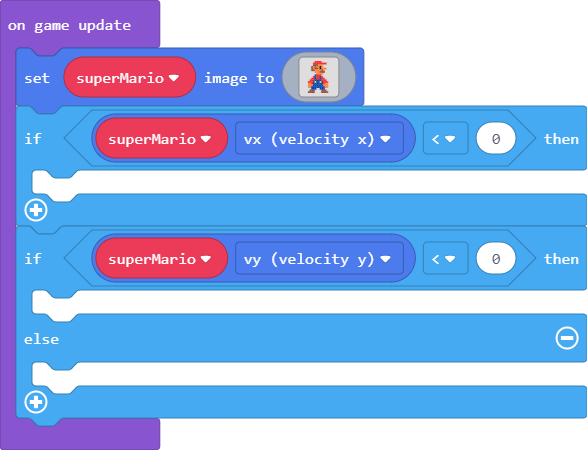 on game update
set superMario image to
if superMario vx (velocity x) < 0 then
if superMario vy (velocity y) < 0 then
else